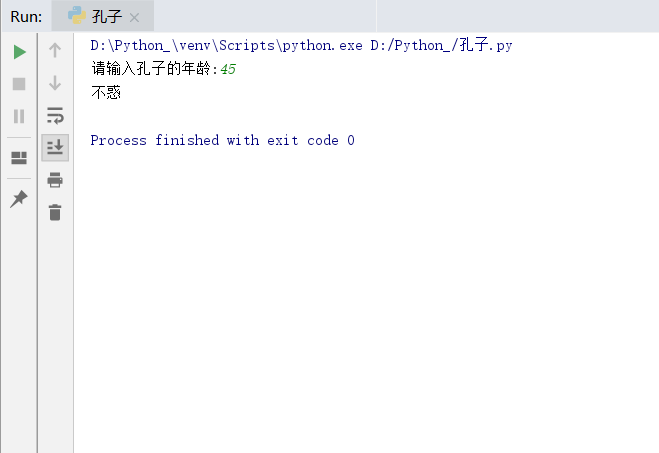 Run: 孔子
D:\Python_\venv\Scripts\python.exe D:/Python_/孔子.py
请输入孔子的年龄:45
不惑
Process finished with exit code 0